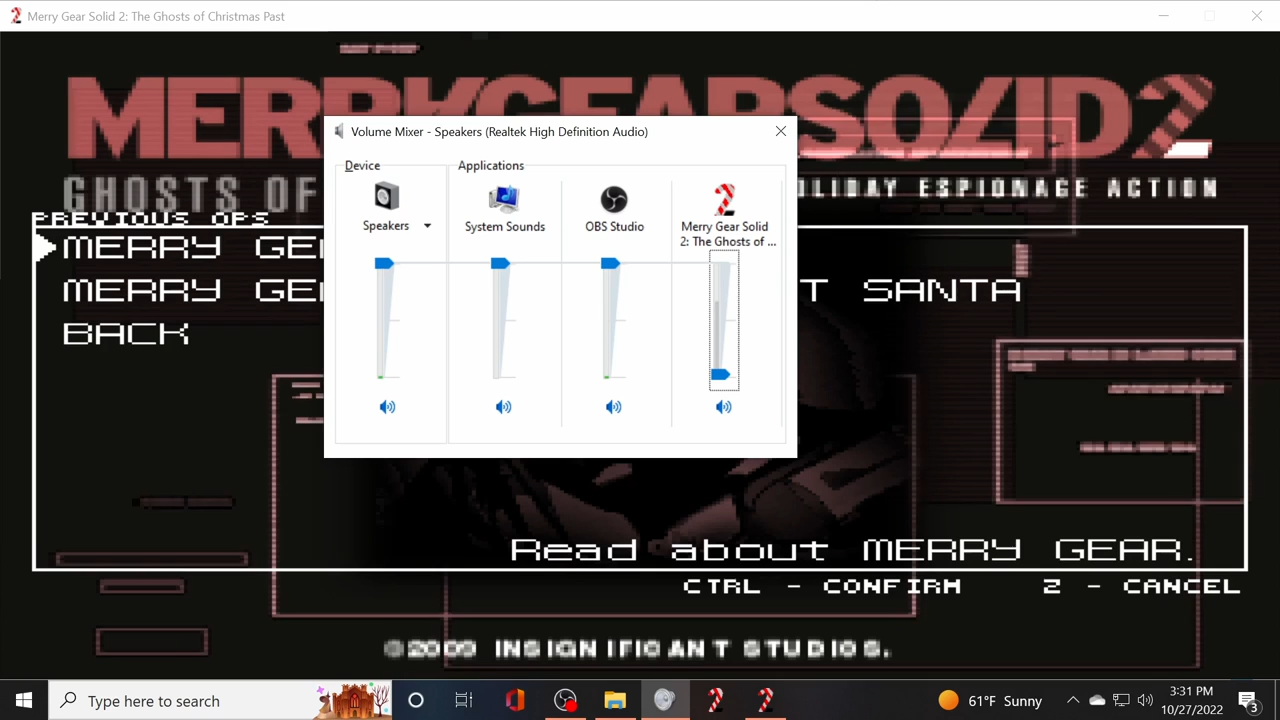 Merry Gear Solid 2: The Ghosts of Christmas Past
MERRYGEARSOLID2
GHOSTS OF
HOLIDAY ESPIONAGE ACTION
Volume Mixer - Speakers (Realtek High Definition Audio)
Device
Applications
Speakers
System Sounds
OBS Studio
Merry Gear Solid
2: The Ghosts of ...
PREVIOUS OPS
MERRY GE
MERRY GE
T SANTA
BACK
Read about MERRY GEAR.
CTRL - CONFIRM
Z - CANCEL
©2009 INSIGNIFICANT STUDIOS.
Type here to search
61°F Sunny
3:31 PM
10/27/2022
3